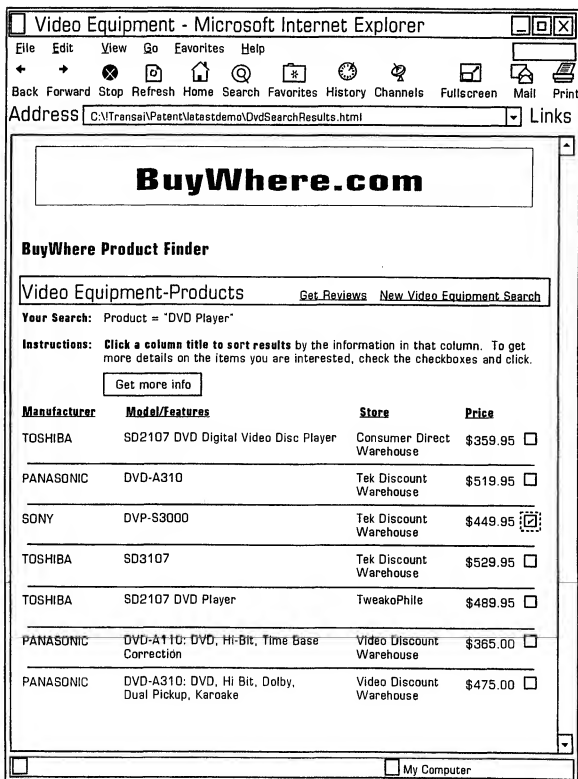 Video Equipment - Microsoft Internet Explorer
File Edit View Go Favorites Help
Back Forward Stop Refresh Home Search Favorites History Channels Fullscreen Mail Print
Address C:\!Transai\Patent\latestdemo\DvdSearchResults.html Links
BuyWhere.com
BuyWhere Product Finder
Video Equipment-Products Get Reviews New Video Equipment Search
Your Search: Product = "DVD Player"
Instructions: Click a column title to sort results by the information in that column. To get
more details on the items you are interested, check the checkboxes and click.
Get more info
Manufacturer Model/Features Store Price
TOSHIBA SD2107 DVD Digital Video Disc Player Consumer Direct Warehouse $359.95
PANASONIC DVD-A310 Tek Discount Warehouse $519.95
SONY DVP-S3000 Tek Discount Warehouse $449.95
TOSHIBA SD3107 Tek Discount Warehouse $529.95
TOSHIBA SD2107 DVD Player TweakoPhile $489.95
PANASONIC DVD-A110: DVD, Hi-Bit, Time Base Correction Video Discount Warehouse $365.00
PANASONIC DVD-A310: DVD, Hi Bit, Dolby, Dual Pickup, Karoake Video Discount Warehouse $475.00
My Computer